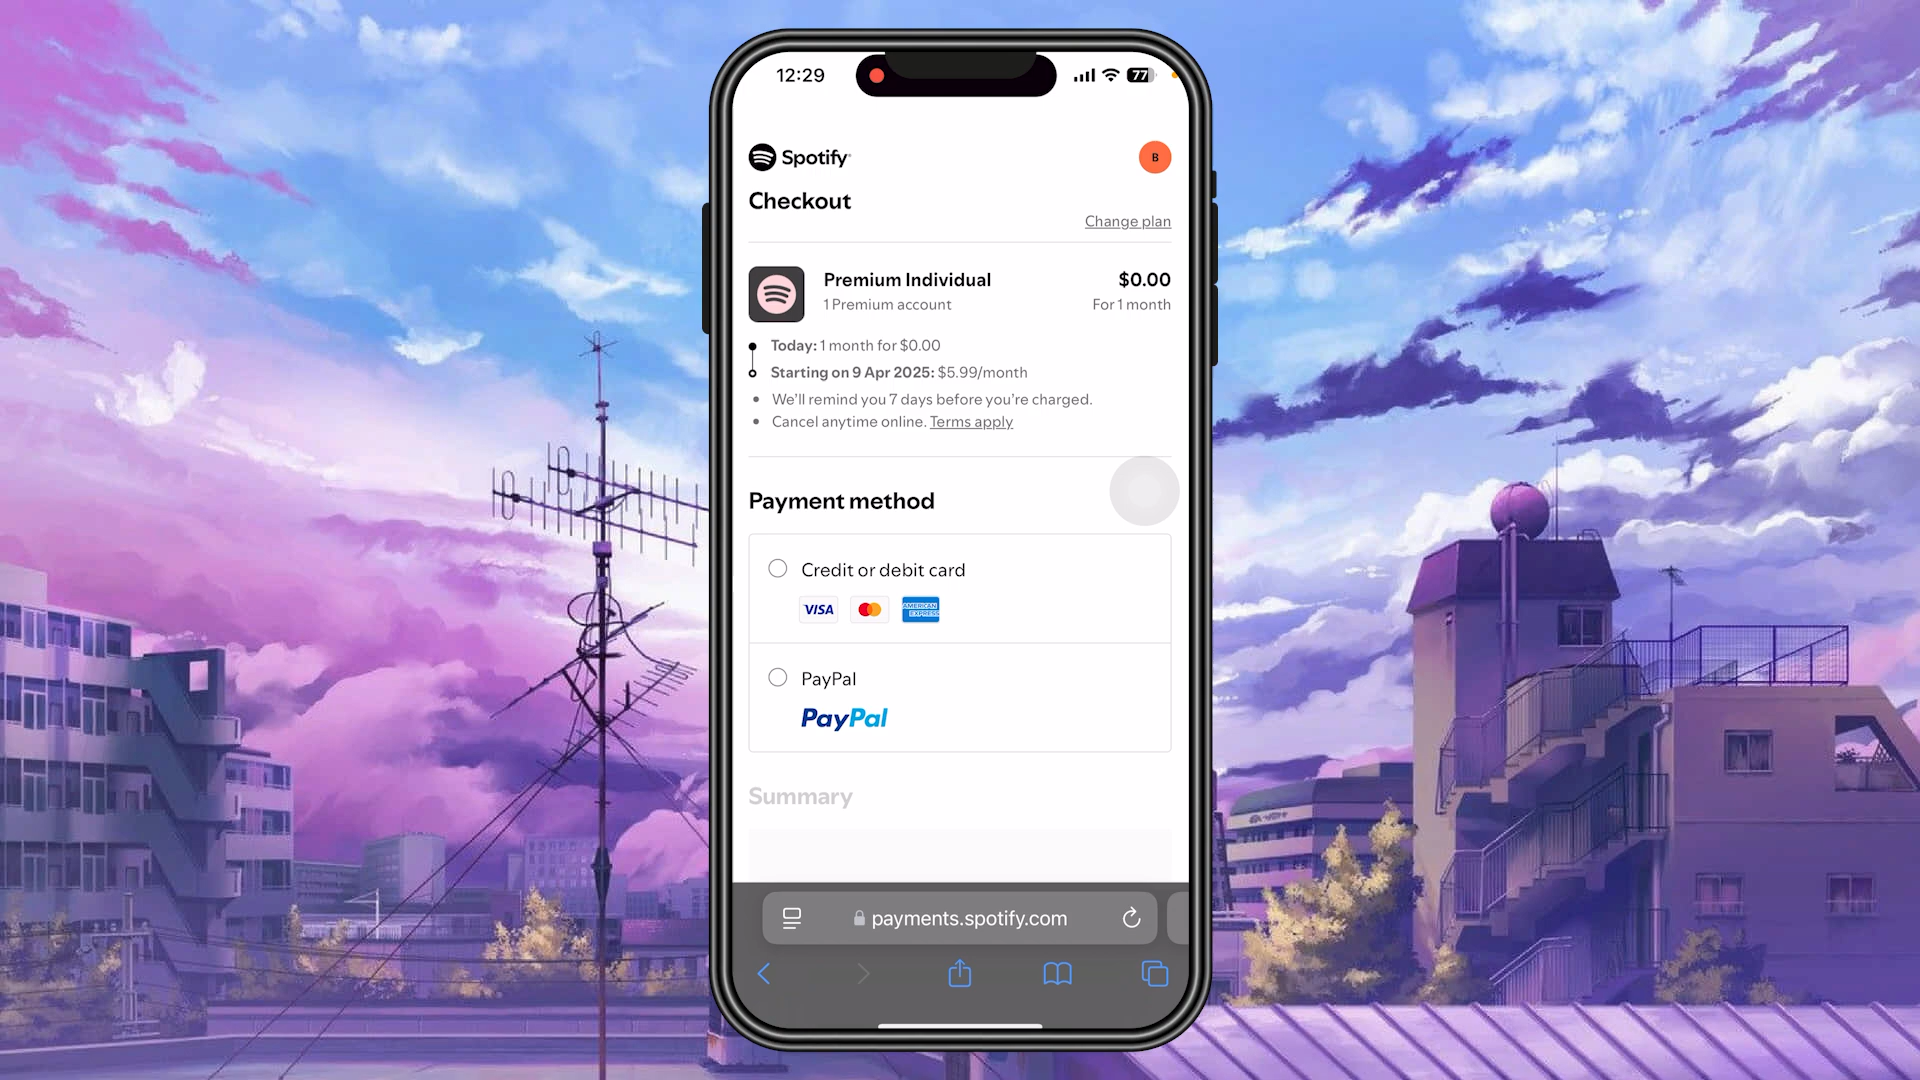 12:29
77
Spotify
B
Checkout
Change plan
Premium Individual
$0.00
1 Premium account
For 1 month
Today: 1 month for $0.00
Starting on 9 Apr 2025: $5.99/month
We'll remind you 7 days before you're charged.
Cancel anytime online. Terms apply
Payment method
Credit or debit card
VISA
AMERICAN EXPRESS
PayPal
PayPal
Summary
payments.spotify.com